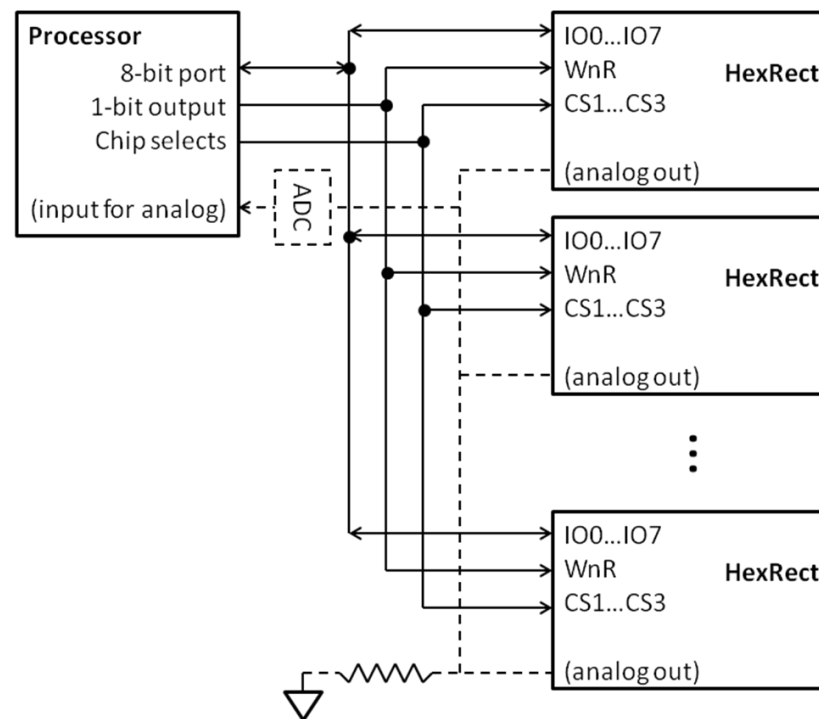 Processor
8-bit port
1-bit output
Chip selects
(input for analog)
ADC
IO0...IO7
WnR
HexRect
CS1...CS3
(analog out)
IO0...IO7
WnR
HexRect
CS1...CS3
(analog out)
IO0...IO7
WnR
HexRect
CS1...CS3
(analog out)